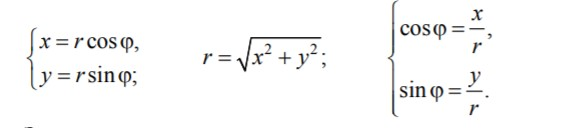 {x = r cos φ,
y = r sin φ;
r = √(x² + y²);
{cos φ = x/r,
sin φ = y/r.